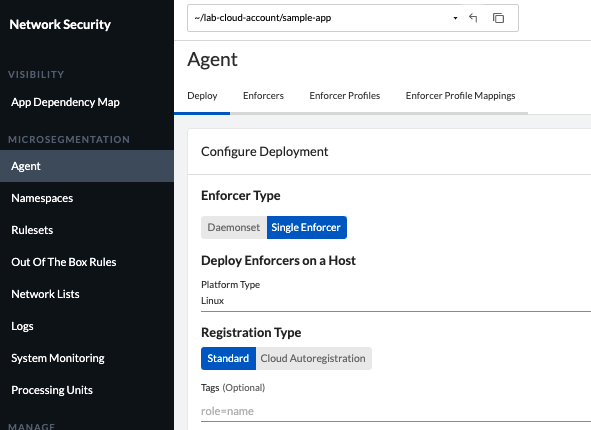 Network Security
VISIBILITY
App Dependency Map
MICROSEGMENTATION
Agent
Namespaces
Rulesets
Out Of The Box Rules
Network Lists
Logs
System Monitoring
Processing Units
MANAGE
~/lab-cloud-account/sample-app
Agent
Deploy Enforcers Enforcer Profiles Enforcer Profile Mappings
Configure Deployment
Enforcer Type
Daemonset Single Enforcer
Deploy Enforcers on a Host
Platform Type
Linux
Registration Type
Standard Cloud Autoregistration
Tags (Optional)
role=name